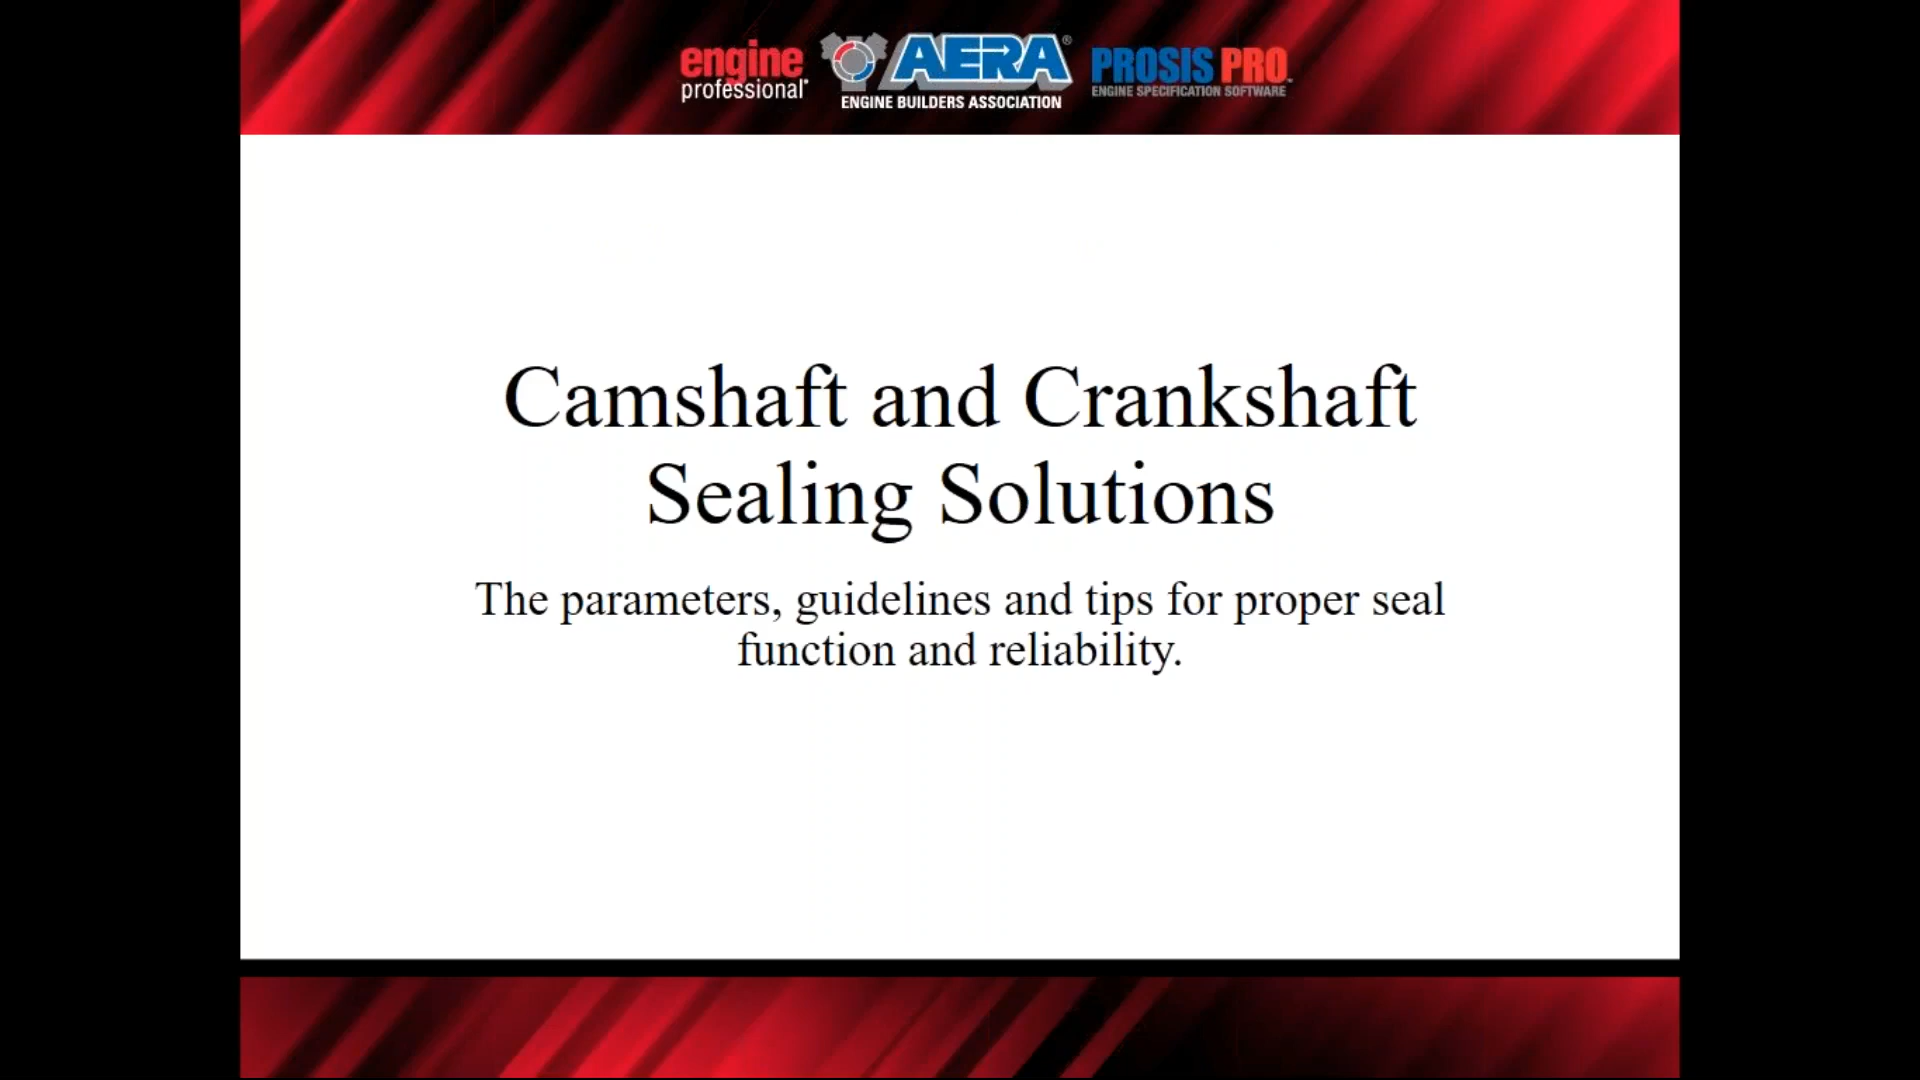 engine
professional®
AERA®
ENGINE BUILDERS ASSOCIATION
PROSIS PRO™
ENGINE SPECIFICATION SOFTWARE
Camshaft and Crankshaft
Sealing Solutions
The parameters, guidelines and tips for proper seal
function and reliability.